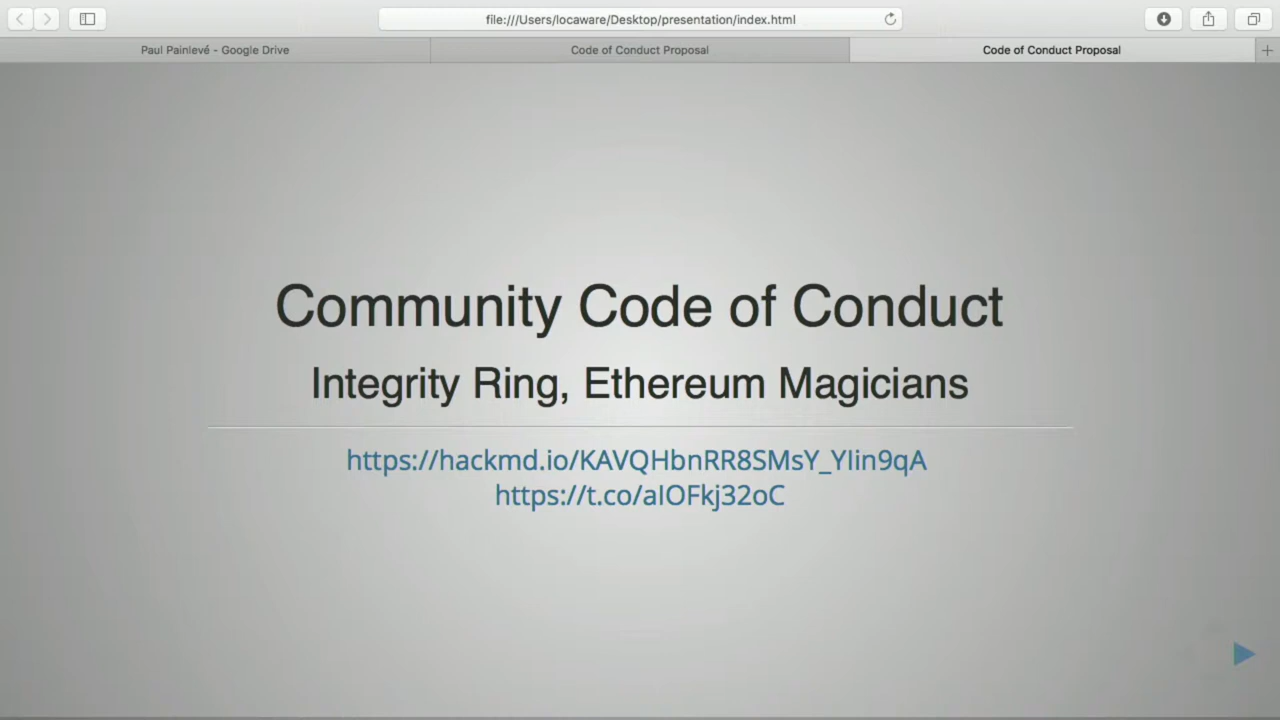 file:///Users/locaware/Desktop/presentation/index.html
Paul Painlevé - Google Drive
Code of Conduct Proposal
Code of Conduct Proposal
Community Code of Conduct
Integrity Ring, Ethereum Magicians
https://hackmd.io/KAVQHbnRR8SMsY_YIin9qA
https://t.co/aIOFkj32oC